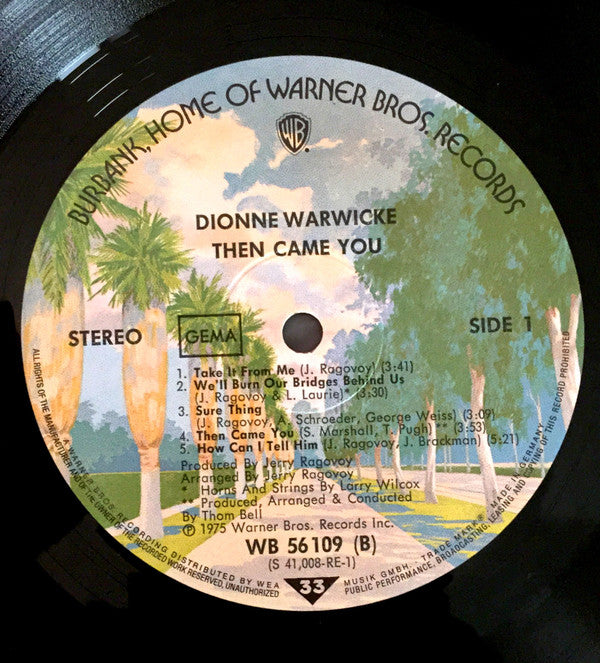 BURBANK, HOME OF WARNER BROS. RECORDS
WB
DIONNE WARWICKE
THEN CAME YOU
STEREO
GEMA
SIDE 1
1. Take It From Me (J. Ragovoy) (3:41)
2. We'll Burn Our Bridges Behind Us
(J. Ragovoy & L. Laurie)* (3:30)
3. Sure Thing
(J. Ragovoy, A. Schroeder, George Weiss) (3:09)
4. Then Came You (S. Marshall, T. Pugh)** (3:53)
5. How Can I Tell Him (J. Ragovoy, J. Brackman) (5:21)
Produced By Jerry Ragovoy
Arranged By Jerry Ragovoy
* Horns And Strings By Larry Wilcox
* Produced, Arranged & Conducted
By Thom Bell
℗ 1975 Warner Bros. Records Inc.
WB 56109 (B)
(S 41,008-RE-1)
33
A WARNER BROS. RECORDING DISTRIBUTED BY WEA MUSIK GMBH. TRADE MARK® MADE IN GERMANY
ALL RIGHTS OF THE MANUFACTURER AND OF THE OWNER OF THE RECORDED WORK RESERVED, UNAUTHORIZED PUBLIC PERFORMANCE, BROADCASTING, LEASING AND COPYING OF THIS RECORD PROHIBITED